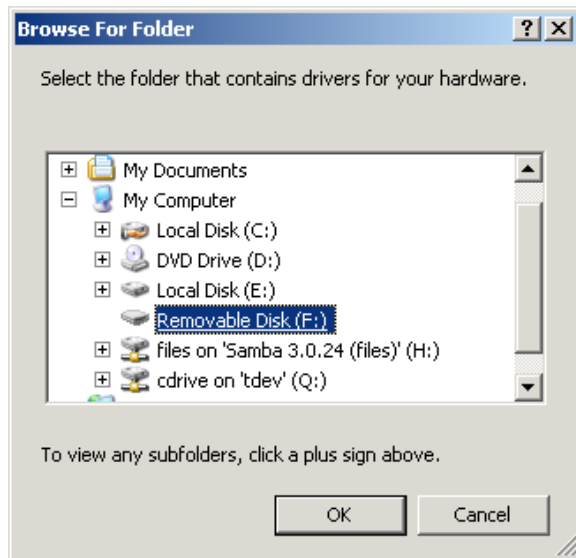 Browse For Folder
Select the folder that contains drivers for your hardware.
My Documents
My Computer
Local Disk (C:)
DVD Drive (D:)
Local Disk (E:)
Removable Disk (F:)
files on 'Samba 3.0.24 (files)' (H:)
cdrive on 'tdev' (Q:)
To view any subfolders, click a plus sign above.
OK Cancel